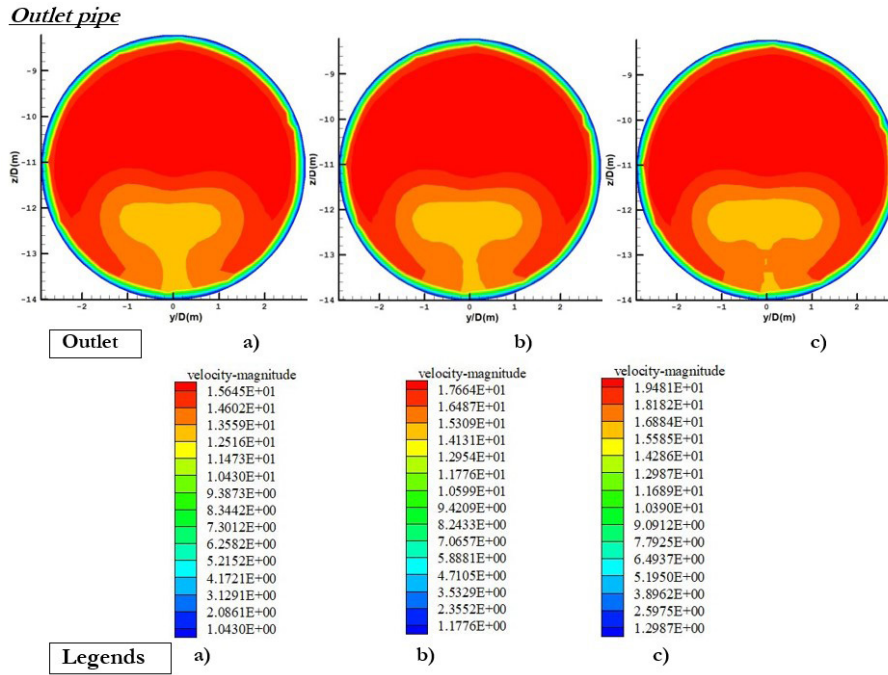 Outlet pipe
-9
-10
-11
-12
-13
-14
z/D(m)
-2
-1
0
1
2
y/D(m)
-9
-10
-11
-12
-13
-14
z/D(m)
-2
-1
0
1
2
y/D(m)
-9
-10
-11
-12
-13
-14
z/D(m)
-2
-1
0
1
2
y/D(m)
Outlet
a)
b)
c)
velocity-magnitude
1.5645E+01
1.4602E+01
1.3559E+01
1.2516E+01
1.1473E+01
1.0430E+01
9.3873E+00
8.3442E+00
7.3012E+00
6.2582E+00
5.2152E+00
4.1721E+00
3.1291E+00
2.0861E+00
1.0430E+00
velocity-magnitude
1.7664E+01
1.6487E+01
1.5309E+01
1.4131E+01
1.2954E+01
1.1776E+01
1.0599E+01
9.4209E+00
8.2433E+00
7.0657E+00
5.8881E+00
4.7105E+00
3.5329E+00
2.3552E+00
1.1776E+00
velocity-magnitude
1.9481E+01
1.8182E+01
1.6884E+01
1.5585E+01
1.4286E+01
1.2987E+01
1.1689E+01
1.0390E+01
9.0912E+00
7.7925E+00
6.4937E+00
5.1950E+00
3.8962E+00
2.5975E+00
1.2987E+00
Legends
a)
b)
c)